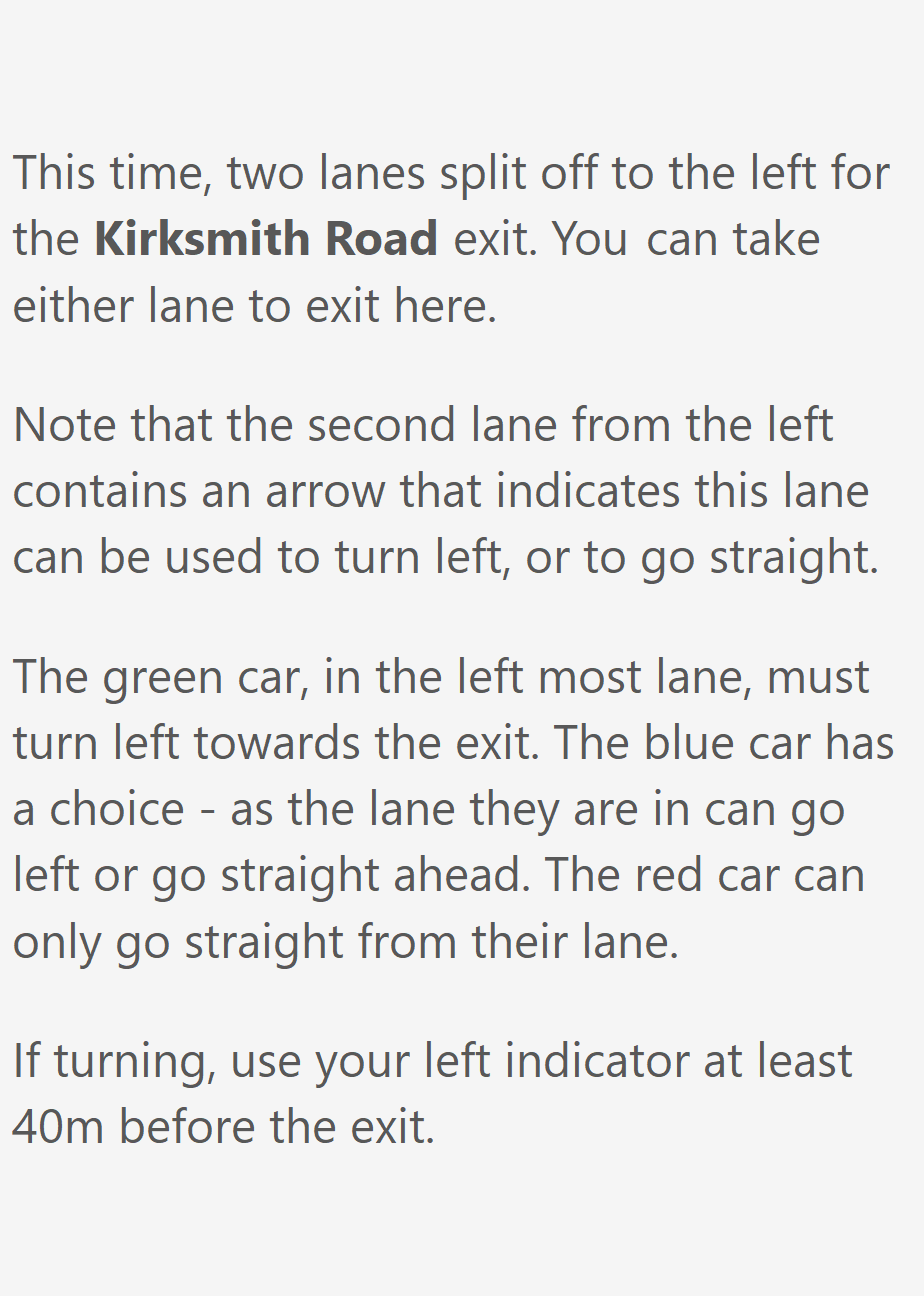 This time, two lanes split off to the left for
the Kirksmith Road exit. You can take
either lane to exit here.
Note that the second lane from the left
contains an arrow that indicates this lane
can be used to turn left, or to go straight.
The green car, in the left most lane, must
turn left towards the exit. The blue car has
a choice - as the lane they are in can go
left or go straight ahead. The red car can
only go straight from their lane.
If turning, use your left indicator at least
40m before the exit.